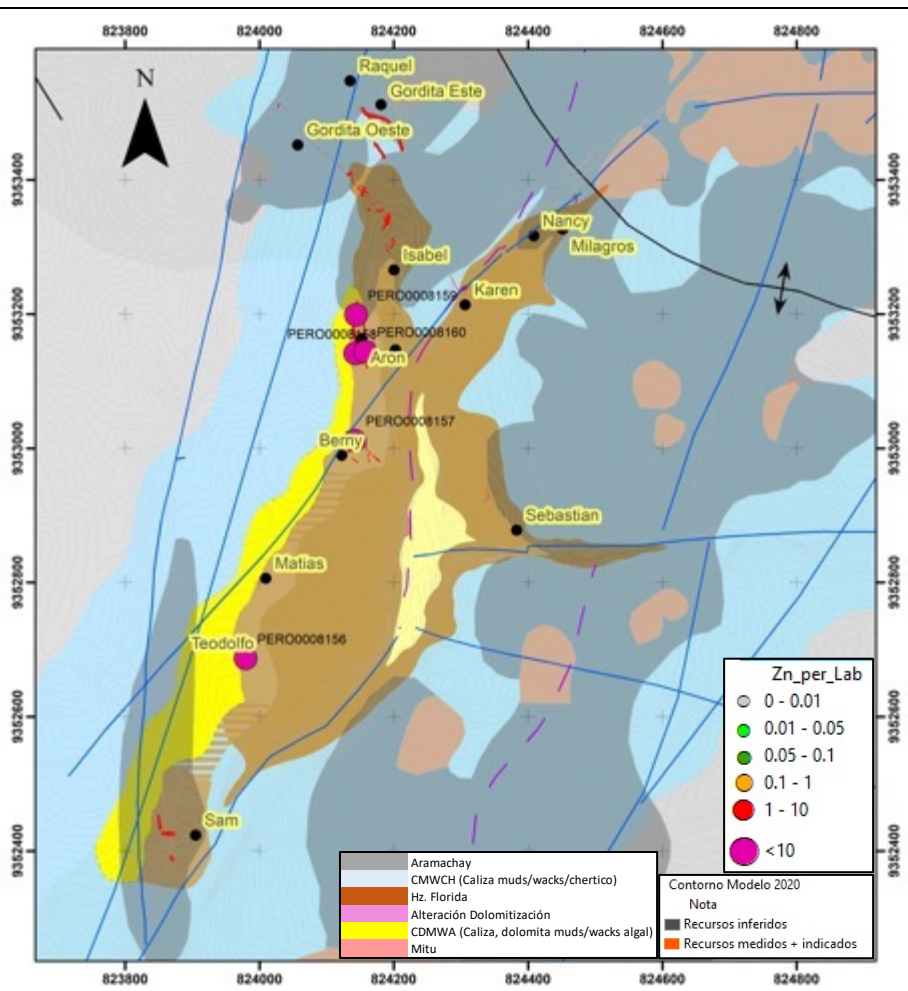 823800 824000 824200 824400 824600 824800
N
Raquel
Gordita Este
Gordita Oeste
9353400 9353400
Nancy
Milagros
Isabel
Karen
PERO0008159
9353200 9353200
PERO0008158 PERO0008160
Aron
PERO0008157
Berny
9353000 9353000
Sebastian
Matias
9352800 9352800
Teodolfo PERO0008156
9352600 9352600
Sam
9352400 9352400
Zn_per_Lab
0 - 0.01
0.01 - 0.05
0.05 - 0.1
0.1 - 1
1 - 10
<10
Aramachay
CMWCH (Caliza muds/wacks/chertico)
Hz. Florida
Alteración Dolomitización
CDMWA (Caliza, dolomita muds/wacks algal)
Mitu
Contorno Modelo 2020
Nota
Recursos inferidos
Recursos medidos + indicados
823800 824000 824200 824400 824600 824800